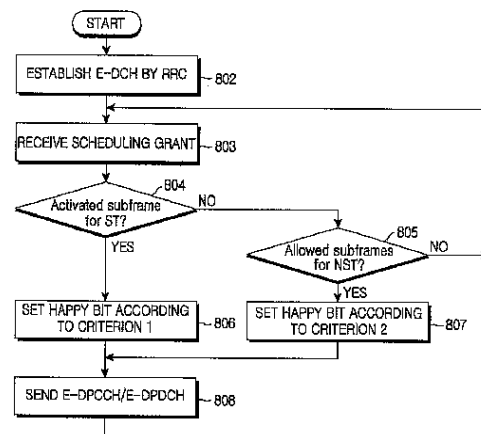 START
ESTABLISH E-DCH BY RRC
802
RECEIVE SCHEDULING GRANT
803
804
Activated subframe
for ST?
NO
YES
805
Allowed subframes
for NST?
NO
YES
SET HAPPY BIT ACCORDING
TO CRITERION 1
806
SET HAPPY BIT ACCORDING
TO CRITERION 2
807
SEND E-DPCCH/E-DPDCH
808